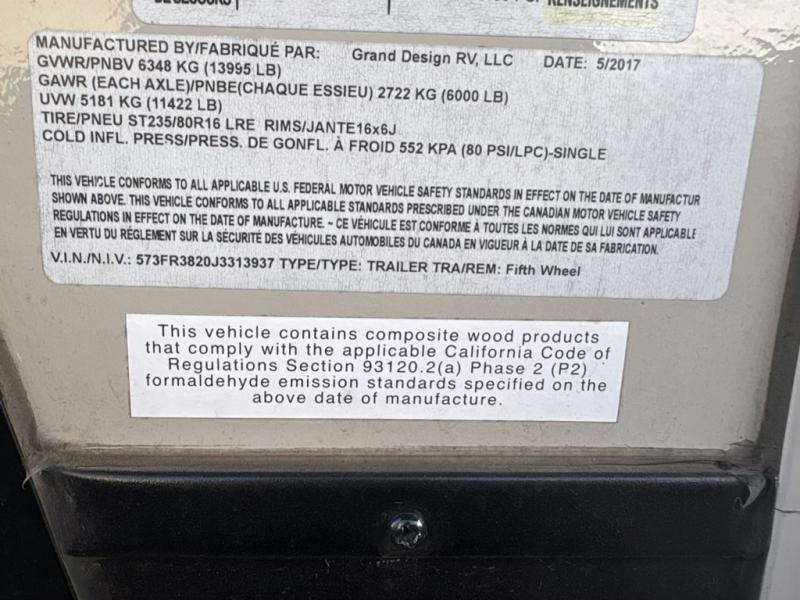 RENSEIGNEMENTS
MANUFACTURED BY/FABRIQUÉ PAR: Grand Design RV, LLC DATE: 5/2017
GVWR/PNBV 6348 KG (13995 LB)
GAWR (EACH AXLE)/PNBE(CHAQUE ESSIEU) 2722 KG (6000 LB)
UVW 5181 KG (11422 LB)
TIRE/PNEU ST235/80R16 LRE RIMS/JANTE16x6J
COLD INFL. PRESS/PRESS. DE GONFL. À FROID 552 KPA (80 PSI/LPC)-SINGLE
THIS VEHICLE CONFORMS TO ALL APPLICABLE U.S. FEDERAL MOTOR VEHICLE SAFETY STANDARDS IN EFFECT ON THE DATE OF MANUFACTUR
SHOWN ABOVE. THIS VEHICLE CONFORMS TO ALL APPLICABLE STANDARDS PRESCRIBED UNDER THE CANADIAN MOTOR VEHICLE SAFETY
REGULATIONS IN EFFECT ON THE DATE OF MANUFACTURE. - CE VÉHICULE EST CONFORME À TOUTES LES NORMES QUI LUI SONT APPLICABLE
EN VERTU DU RÉGLEMENT SUR LA SÉCURITÉ DES VÉHICULES AUTOMOBILES DU CANADA EN VIGUEUR À LA DATE DE SA FABRICATION.
V.I.N./N.I.V.: 573FR3820J3313937 TYPE/TYPE: TRAILER TRA/REM: Fifth Wheel
This vehicle contains composite wood products
that comply with the applicable California Code of
Regulations Section 93120.2(a) Phase 2 (P2)
formaldehyde emission standards specified on the
above date of manufacture.